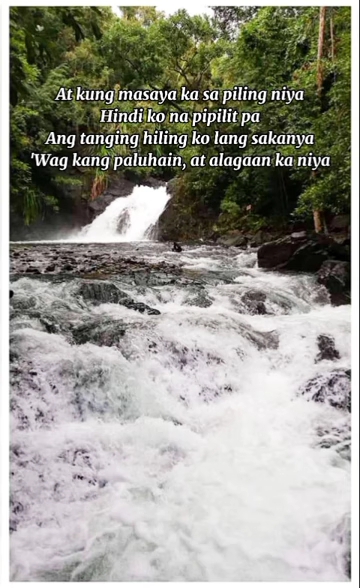 At kung masaya ka sa piling niya
Hindi ko na pipilit pa
Ang tanging hiling ko lang sakanya
'Wag kang paluhain, at alagaan ka niya